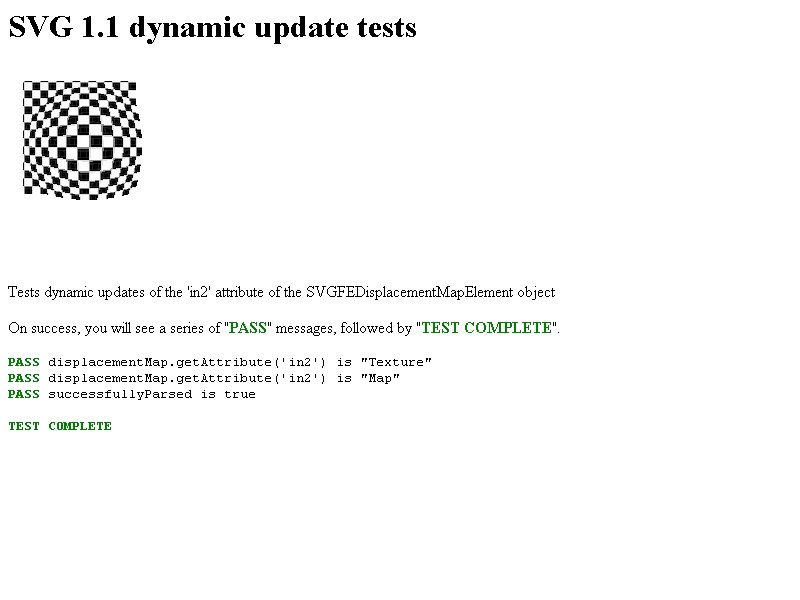 SVG 1.1 dynamic update tests
Tests dynamic updates of the 'in2' attribute of the SVGFEDisplacementMapElement object
On success, you will see a series of "PASS" messages, followed by "TEST COMPLETE".
PASS displacementMap.getAttribute('in2') is "Texture"
PASS displacementMap.getAttribute('in2') is "Map"
PASS successfullyParsed is true
TEST COMPLETE